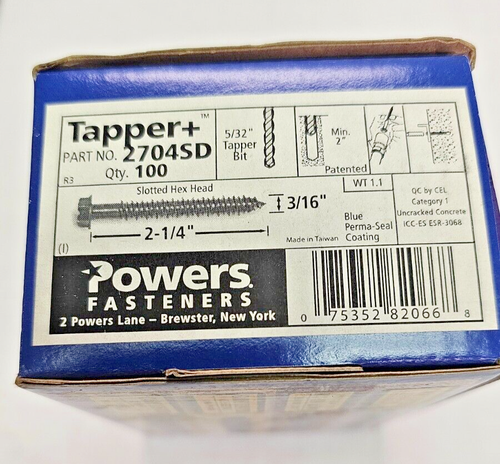 Tapper+™
PART NO. 2704SD
Qty. 100
R3
5/32"
Tapper
Bit
Min.
2"
Patented
Slotted Hex Head
3/16"
2-1/4"
(I)
WT 1.1
Blue
Perma-Seal
Coating
Made in Taiwan
QC by CEL
Category 1
Uncracked Concrete
ICC-ES ESR-3068
Powers.
FASTENERS
2 Powers Lane – Brewster, New York
0 75352 82066 8